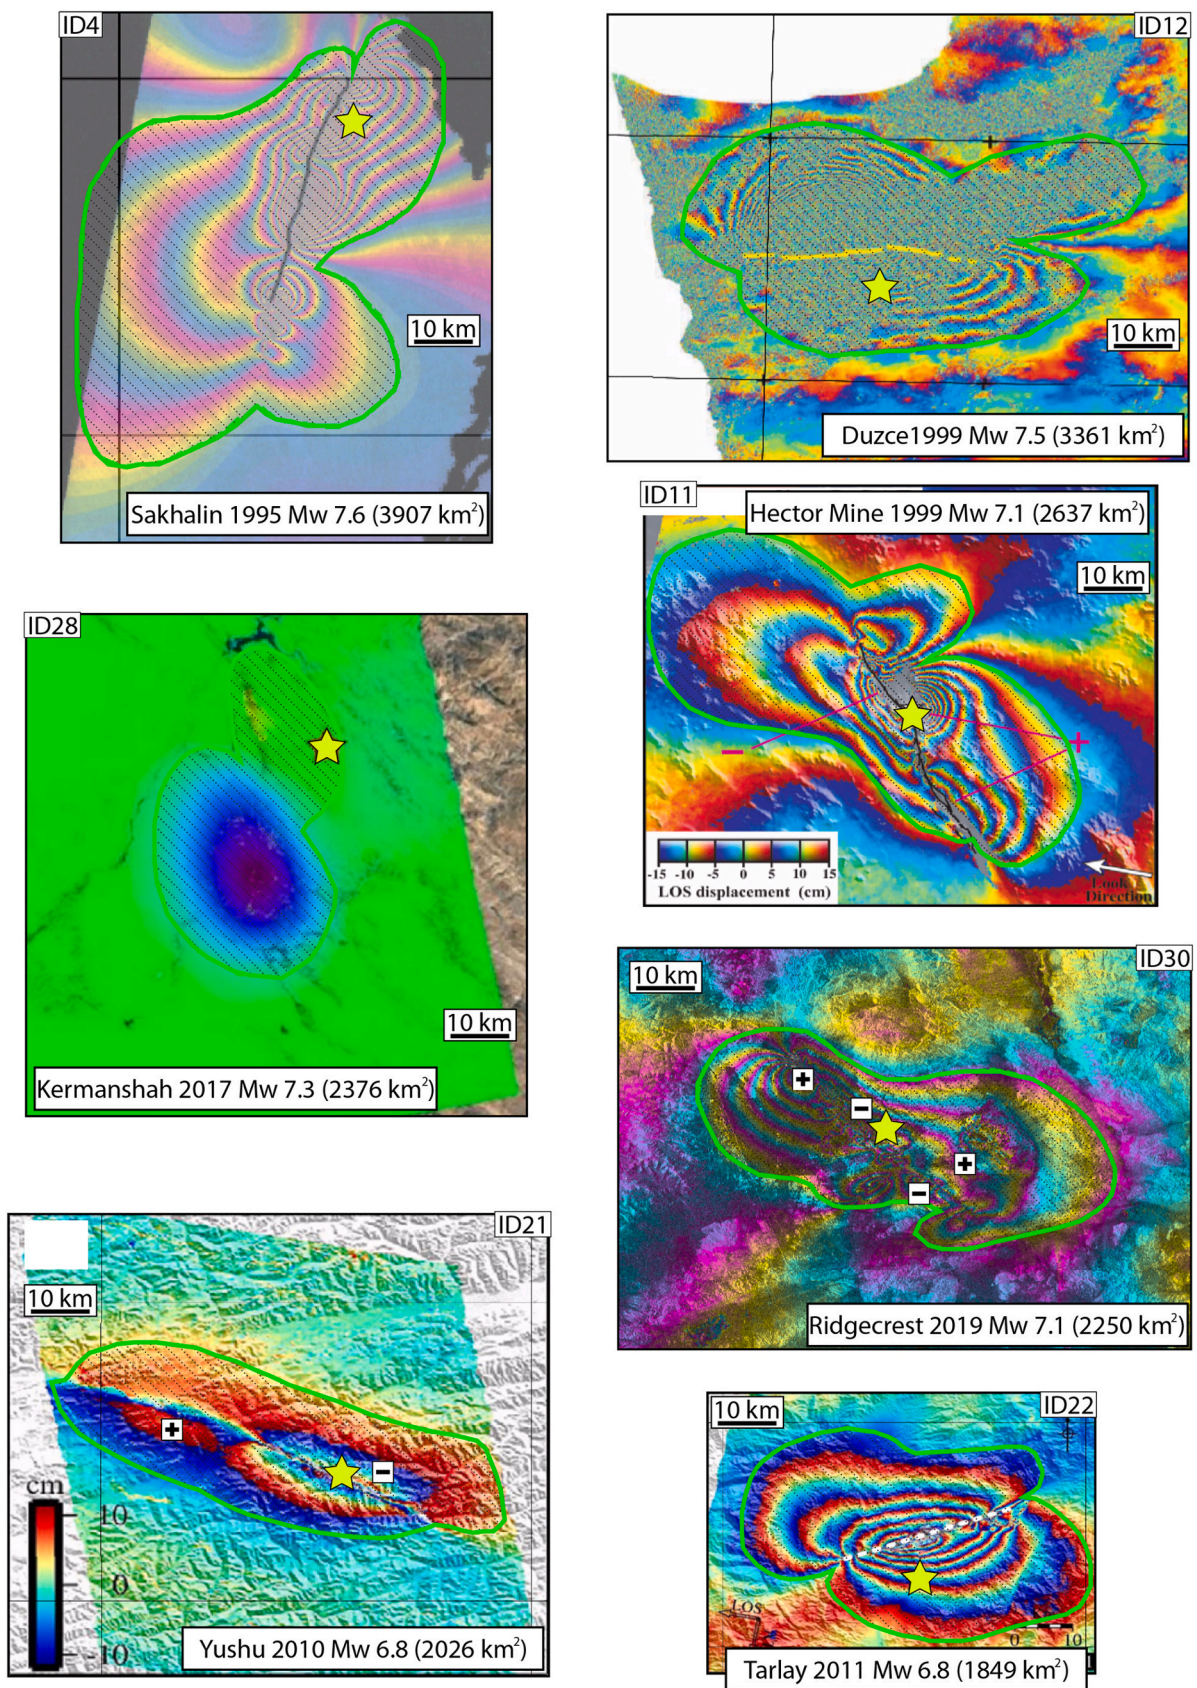 ID4
10 km
Sakhalin 1995 Mw 7.6 (3907 km²)
ID12
10 km
Duzce1999 Mw 7.5 (3361 km²)
ID11
Hector Mine 1999 Mw 7.1 (2637 km²)
10 km
− +
-15 -10 -5 0 5 10 15
LOS displacement (cm)
Look
Direction
ID28
10 km
Kermanshah 2017 Mw 7.3 (2376 km²)
ID30
10 km
+
−
+
−
Ridgecrest 2019 Mw 7.1 (2250 km²)
ID21
10 km
+
−
cm
10
0
-10
Yushu 2010 Mw 6.8 (2026 km²)
ID22
10 km
LOS
0 10
Tarlay 2011 Mw 6.8 (1849 km²)